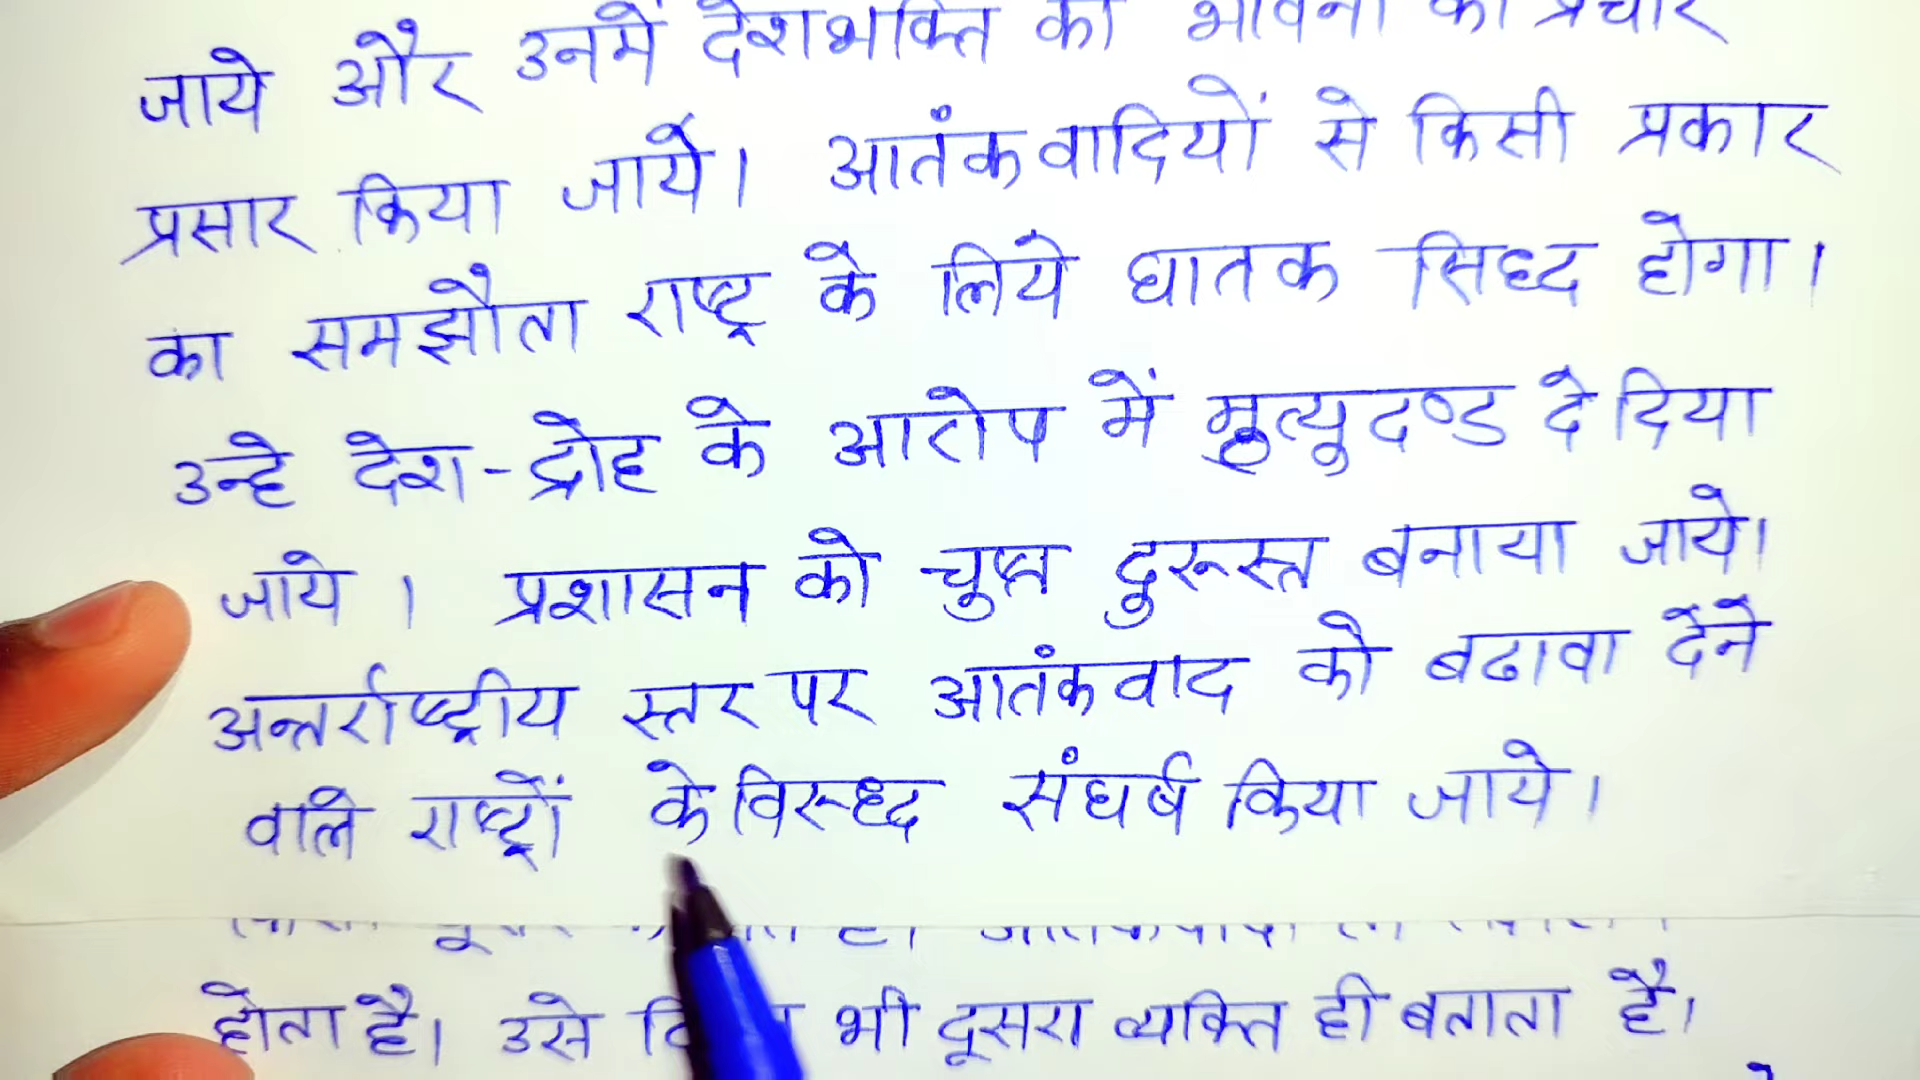 जाये और उनमें देशभक्ति की भावना का प्रचार
प्रसार किया जाये। आतंकवादियों से किसी प्रकार
का समझौता राष्ट्र के लिये घातक सिध्द होगा।
उन्हे देश-द्रोह के आरोप में मृत्यूदण्ड दे दिया
जाये । प्रशासन को चुस्त दुरूस्त बनाया जाये।
अन्तर्राष्ट्रीय स्तर पर आतंकवाद को बढावा देने
वाले राष्ट्रों के विरूध्द संघर्ष किया जाये।
होता है। उसे भी दूसरा व्यक्ति ही बताता है।